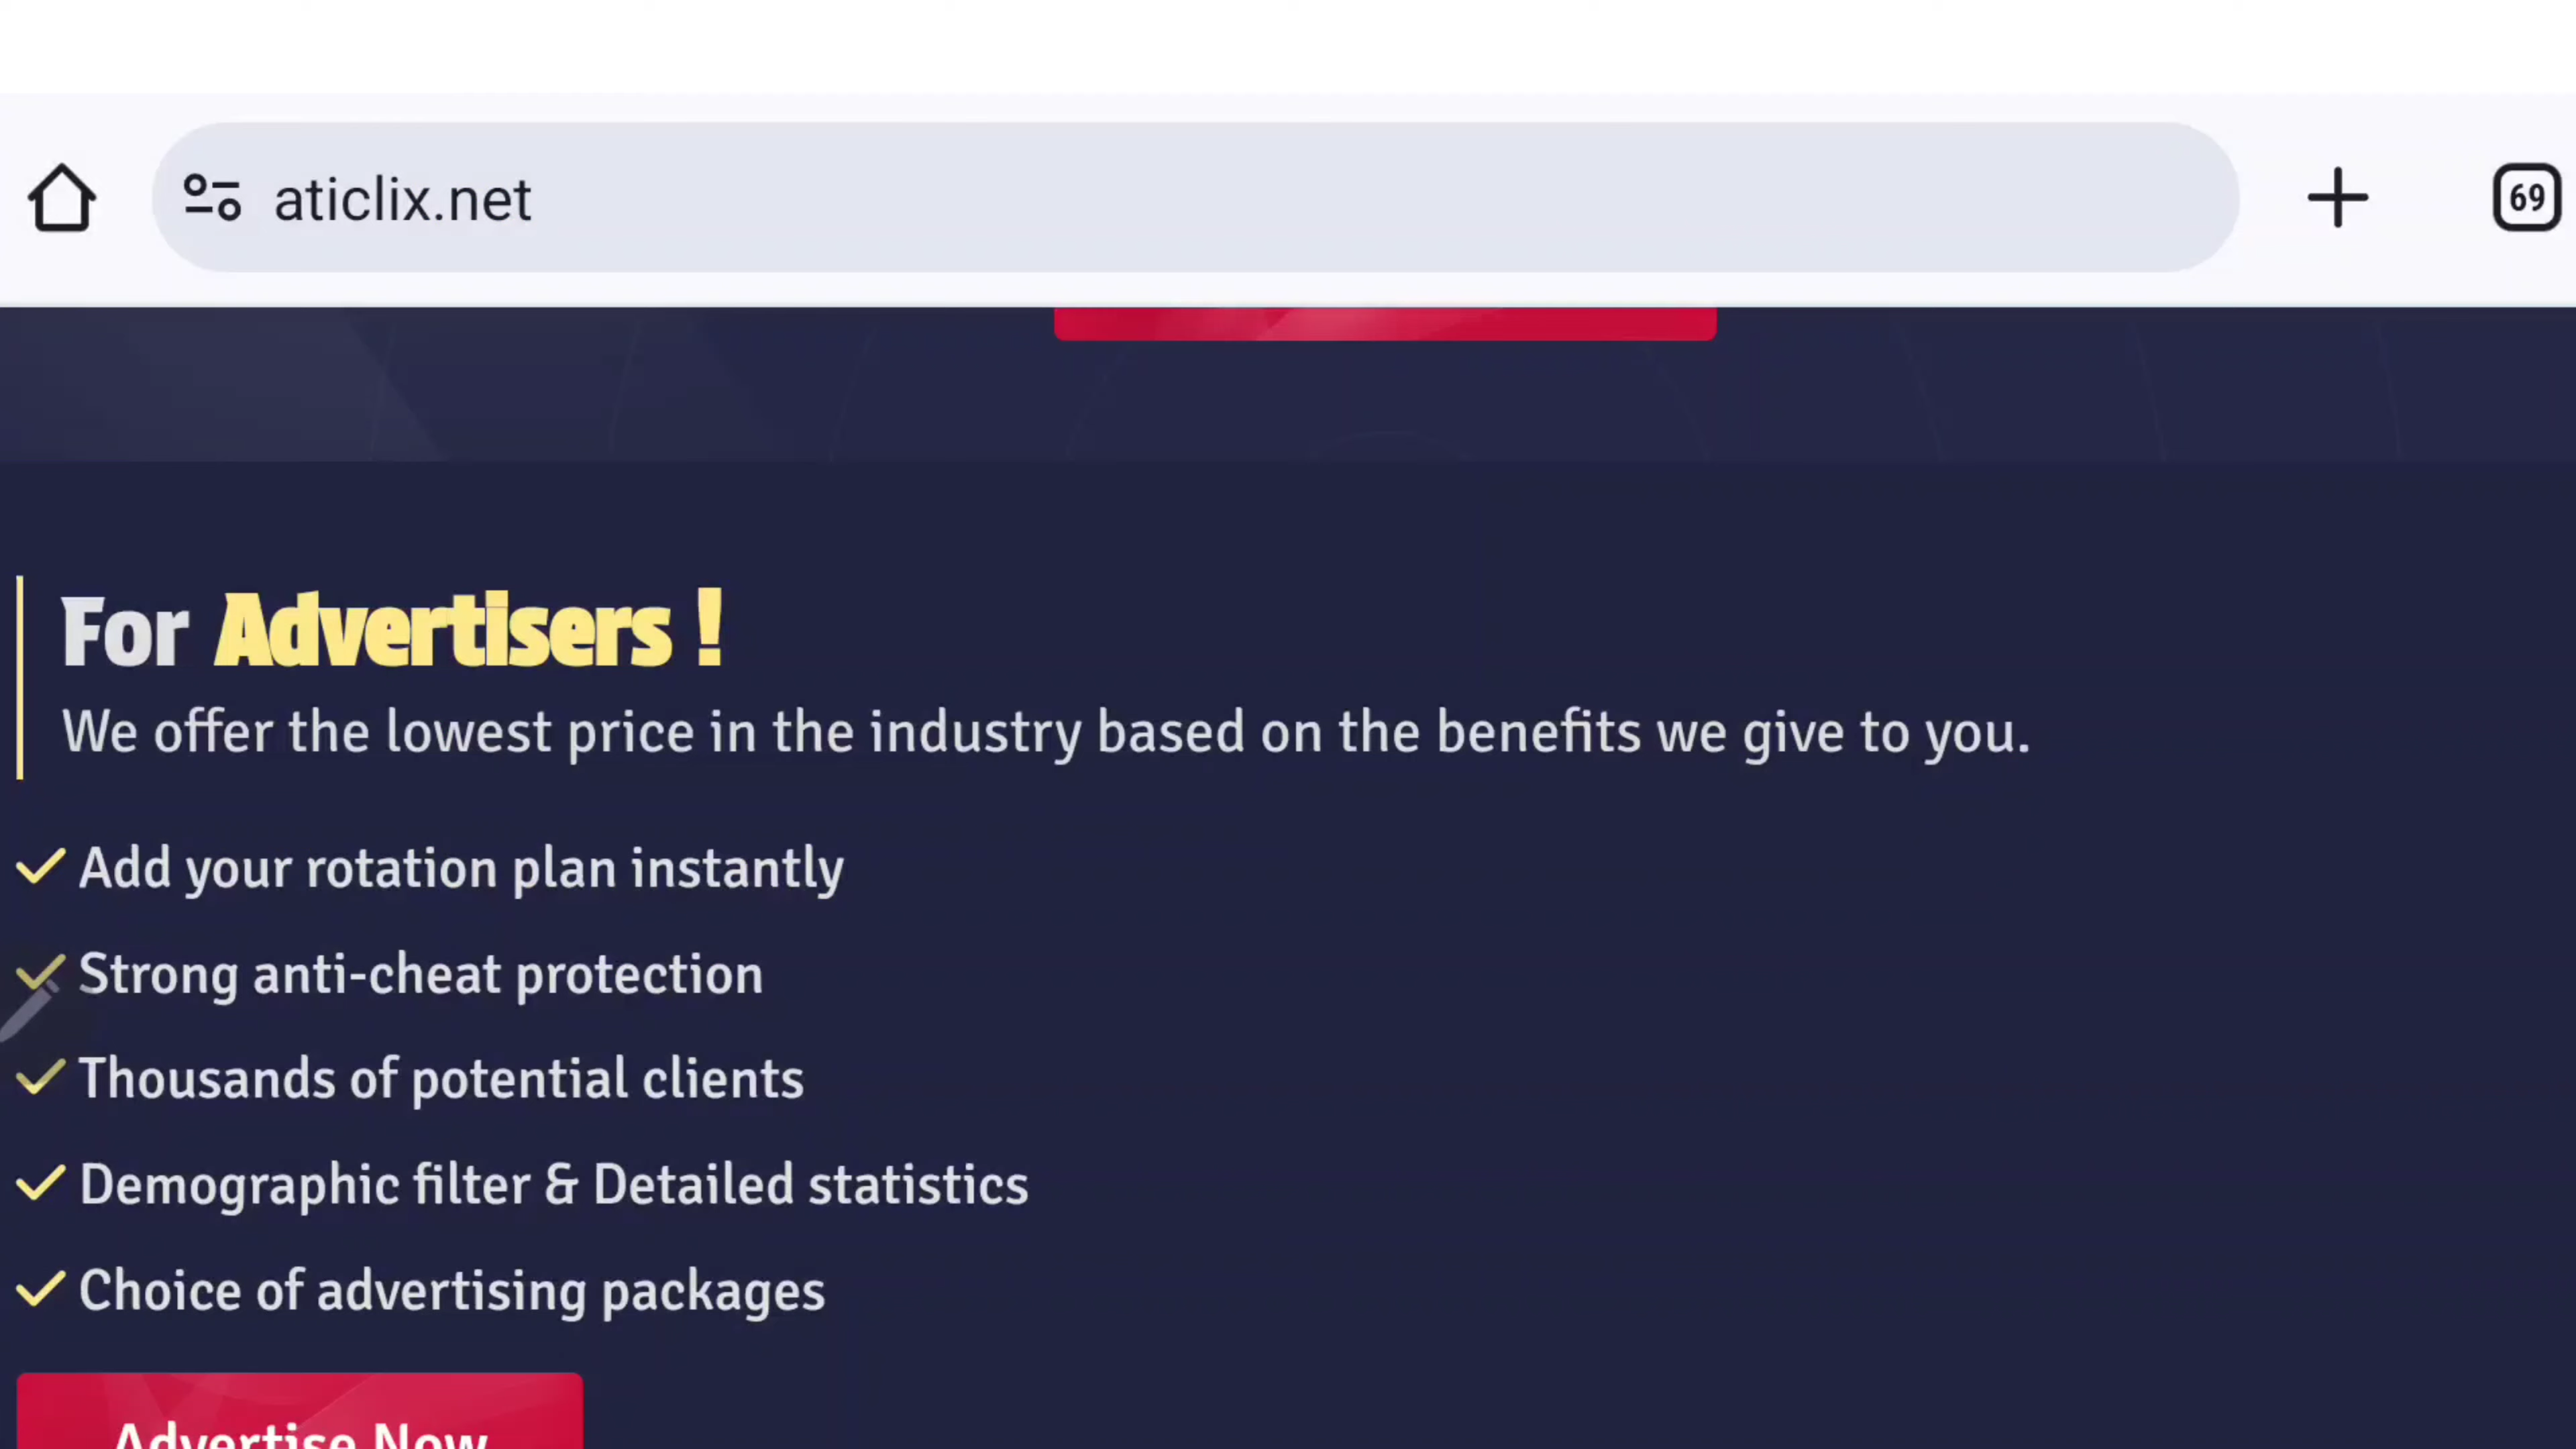 aticlix.net
69
For Advertisers !
We offer the lowest price in the industry based on the benefits we give to you.
Add your rotation plan instantly
Strong anti-cheat protection
Thousands of potential clients
Demographic filter & Detailed statistics
Choice of advertising packages
Advertise Now